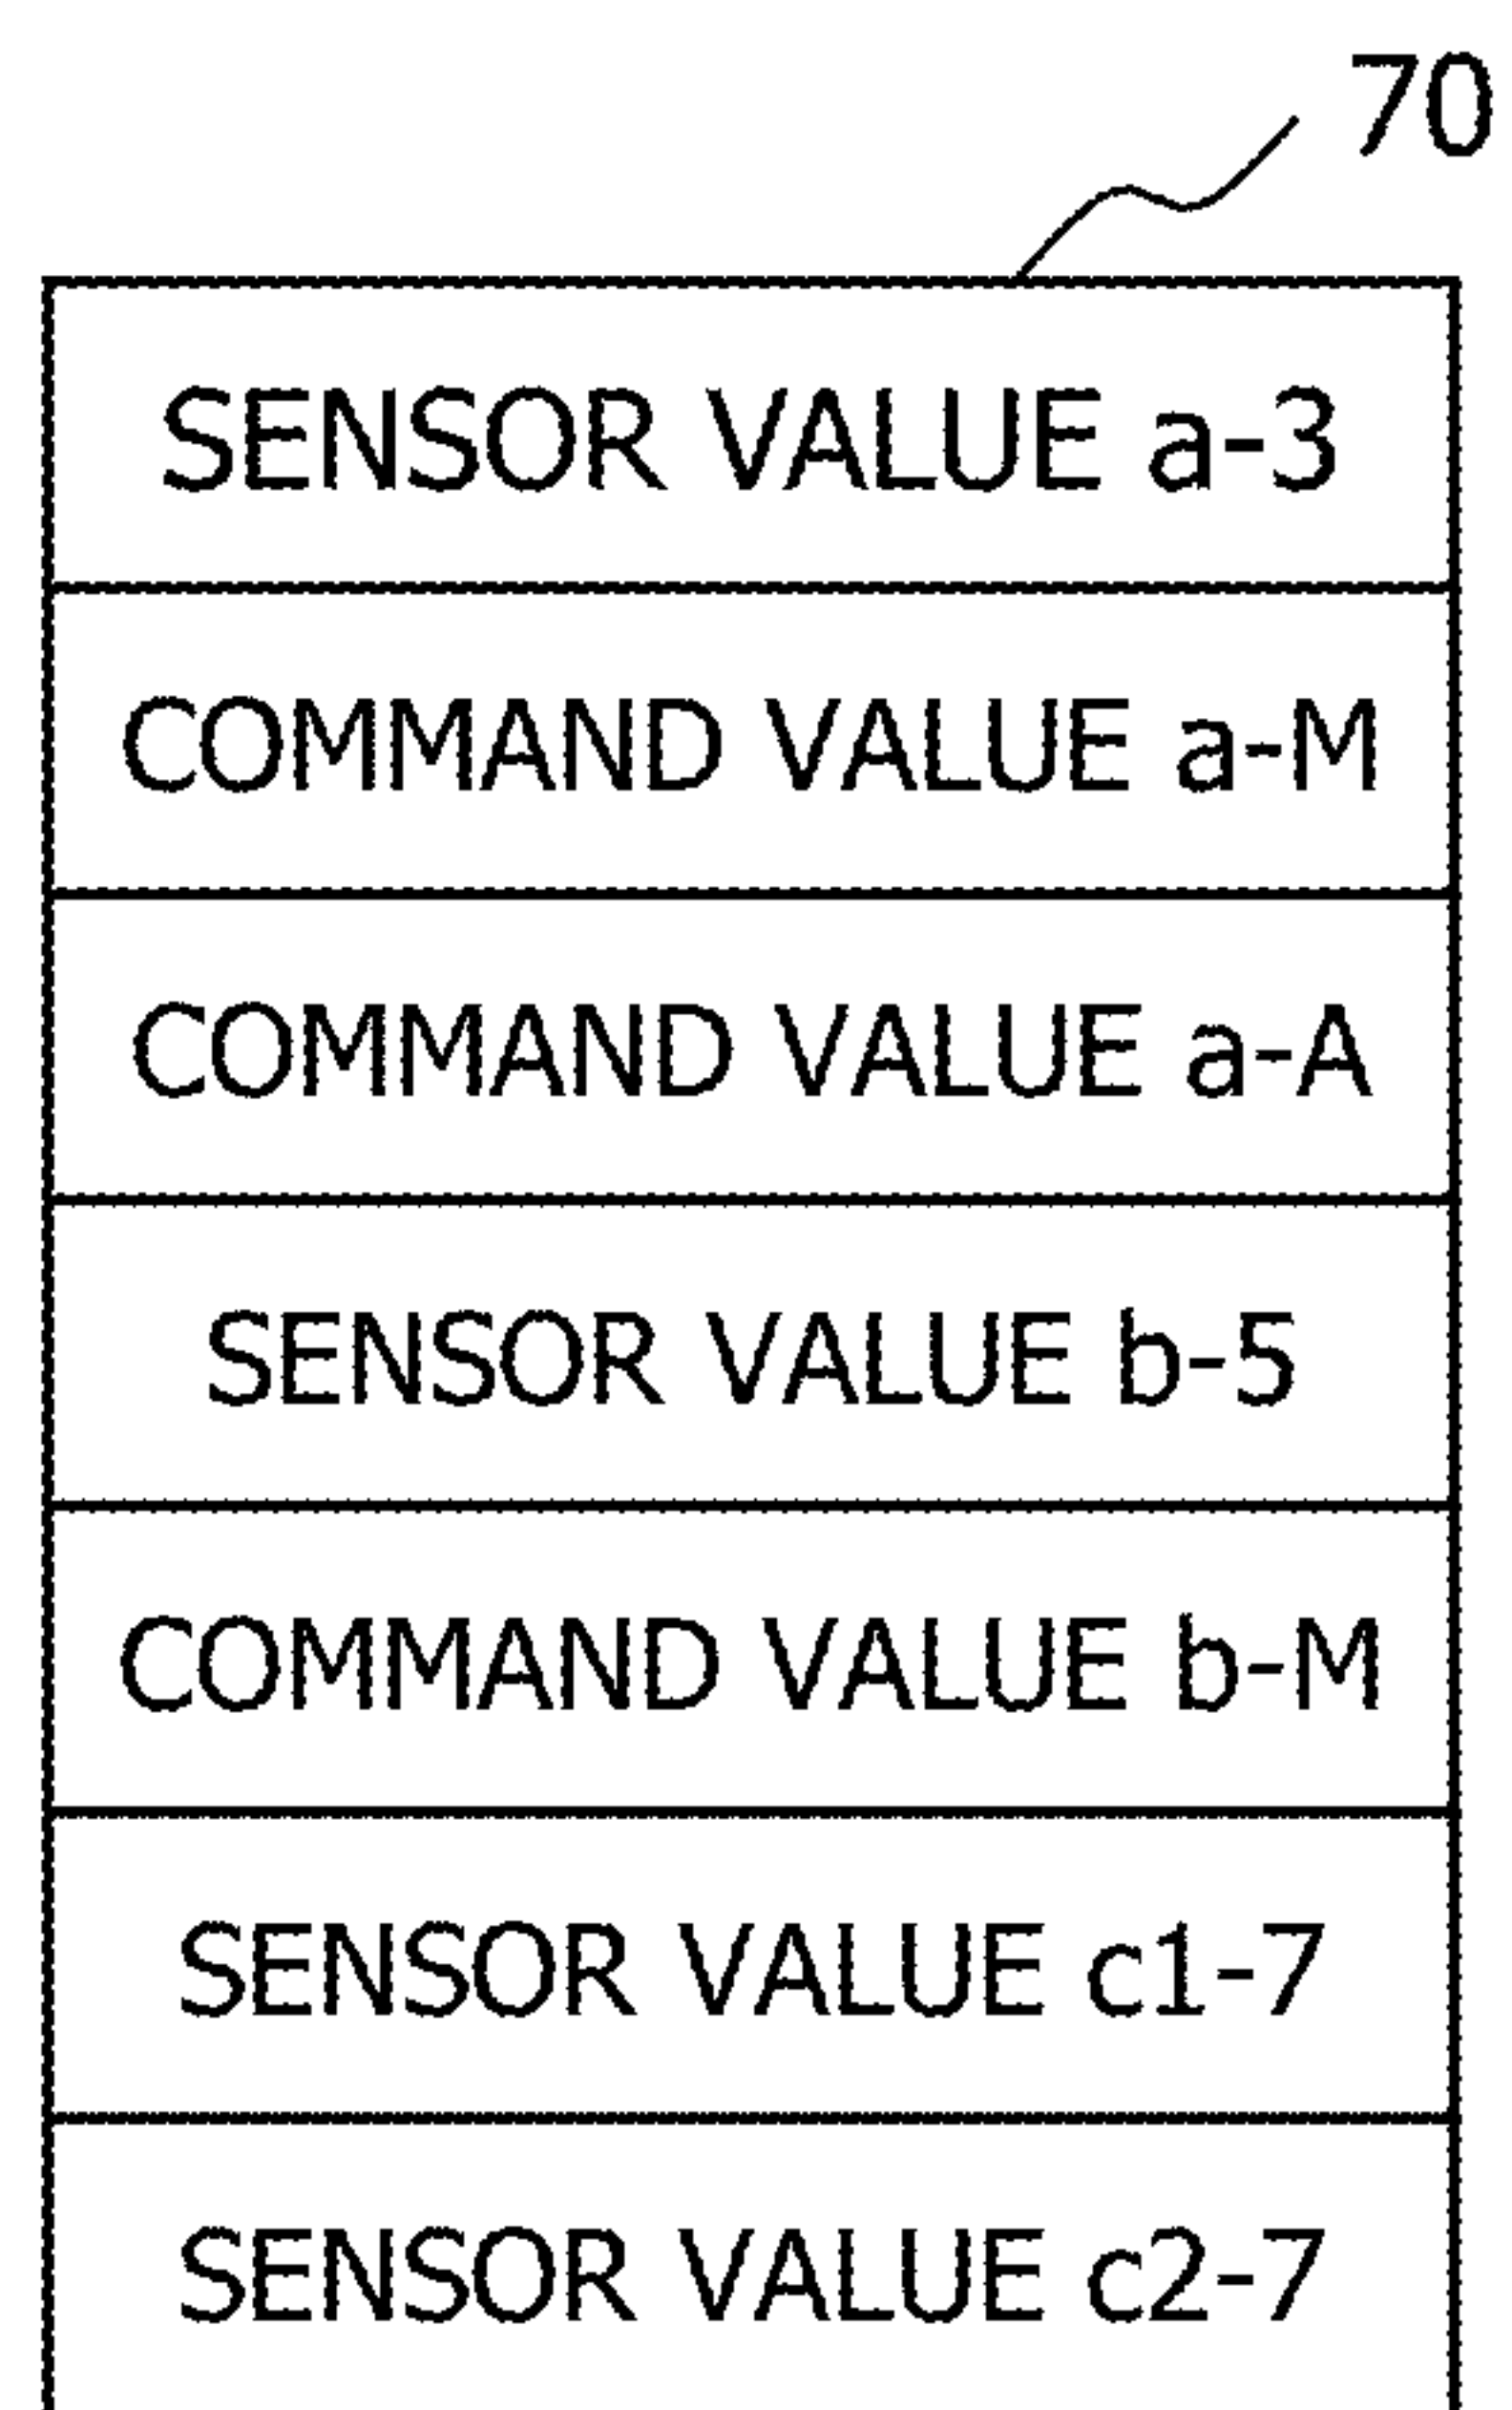 70
SENSOR VALUE a-3
COMMAND VALUE a-M
COMMAND VALUE a-A
SENSOR VALUE b-5
COMMAND VALUE b-M
SENSOR VALUE c1-7
SENSOR VALUE c2-7